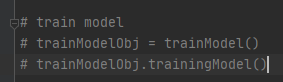 # train model
# trainModelObj = trainModel()
# trainModelObj.trainingModel()